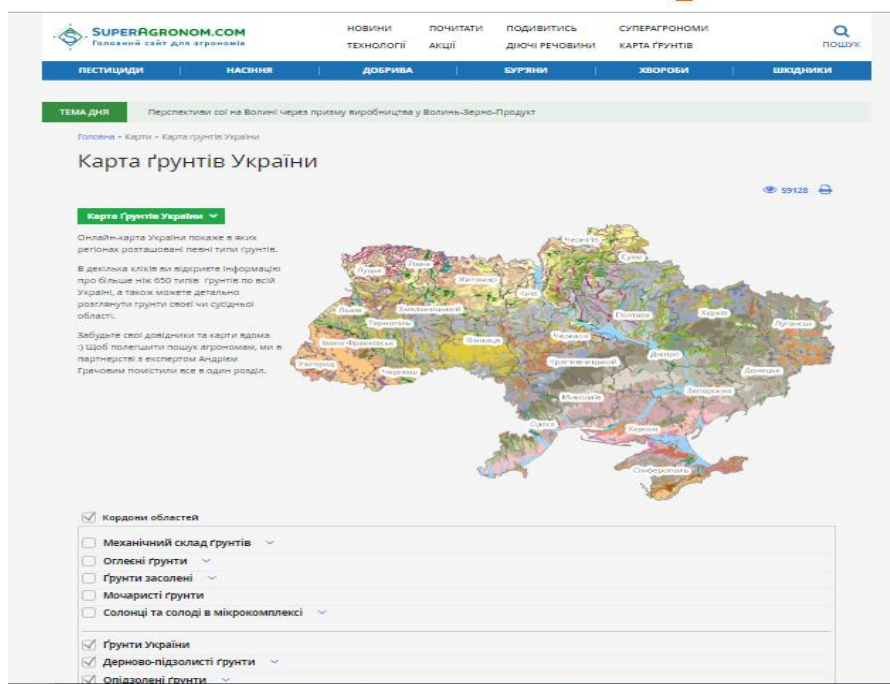 SUPERAGRONOM.COM
Головний сайт для агрономів
НОВИНИ ПОЧИТАТИ ПОДИВИТИСЬ СУПЕРАГРОНОМИ
ТЕХНОЛОГІЇ АКЦІЇ ДІЮЧІ РЕЧОВИНИ КАРТА ҐРУНТІВ
ПОШУК
ПЕСТИЦИДИ | НАСІННЯ | ДОБРИВА | БУР'ЯНИ | ХВОРОБИ | ШКІДНИКИ
ТЕМА ДНЯ Перспективи сої на Волині через призму виробництва у Волинь-Зерно-Продукт
Головна • Карти • Карта ґрунтів України
Карта ґрунтів України
59128
Карта Ґрунтів України
Онлайн-карта України покаже в яких
регіонах розташовані певні типи ґрунтів.
В декілька кліків ви відкриєте інформацію
про більше ніж 650 типів ґрунтів по всій
Україні, а також можете детально
розглянути ґрунти своєї чи сусідньої
області.
Забудьте свої довідники та карти вдома
:) Щоб полегшити пошук агрономам, ми в
партнерстві з експертом Андрієм
Грачовим помістили все в один розділ.
Чернігів
Суми
Луцьк
Рівне
Житомир
Київ
Львів
Хмельницький
Полтава
Харків
Тернопіль
Луганськ
Івано-Франківськ
Вінниця
Черкаси
Ужгород
Чернівці
Кропивницький
Дніпро
Донецьк
Миколаїв
Запоріжжя
Одеса
Херсон
Сімферополь
Кордони областей
Механічний склад ґрунтів
Оглеєні ґрунти
Ґрунти засолені
Мочаристі ґрунти
Солонці та солоді в мікрокомплексі
Ґрунти України
Дерново-підзолисті ґрунти
Опідзолені ґрунти